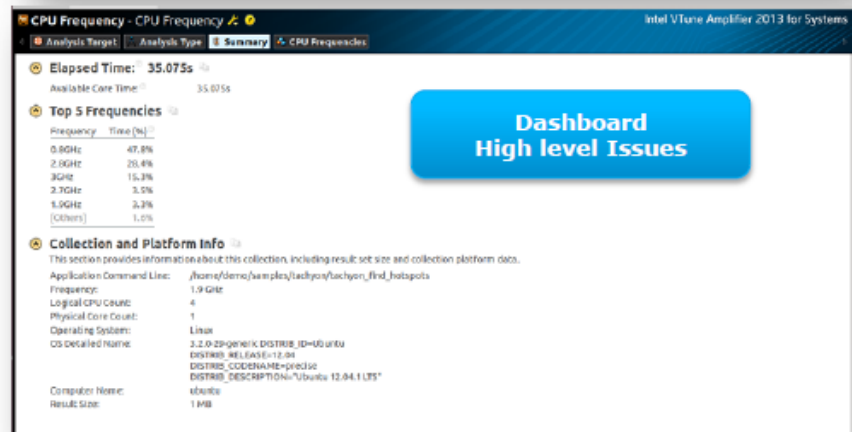 CPU Frequency - CPU Frequency
Intel VTune Amplifier 2013 for Systems
Analysis Target Analysis Type Summary CPU Frequencies
Elapsed Time: 35.075s
Available Core Time: 35.075s
Dashboard
High level Issues
Top 5 Frequencies
Frequency Time (%)
0.8GHz 47.8%
2.8GHz 28.4%
3GHz 15.3%
2.7GHz 3.5%
1.9GHz 3.3%
[Others] 1.6%
Collection and Platform Info
This section provides information about this collection, including result set size and collection platform data.
Application Command Line: /home/demo/samples/tachyon/tachyon_find_hotspots
Frequency: 1.9 GHz
Logical CPU Count: 4
Physical Core Count: 1
Operating System: Linux
OS Detailed Name: 3.2.0-29-generic DISTRIB_ID=Ubuntu
DISTRIB_RELEASE=12.04
DISTRIB_CODENAME=precise
DISTRIB_DESCRIPTION="Ubuntu 12.04.1 LTS"
Computer Name: ubuntu
Result Size: 1 MB